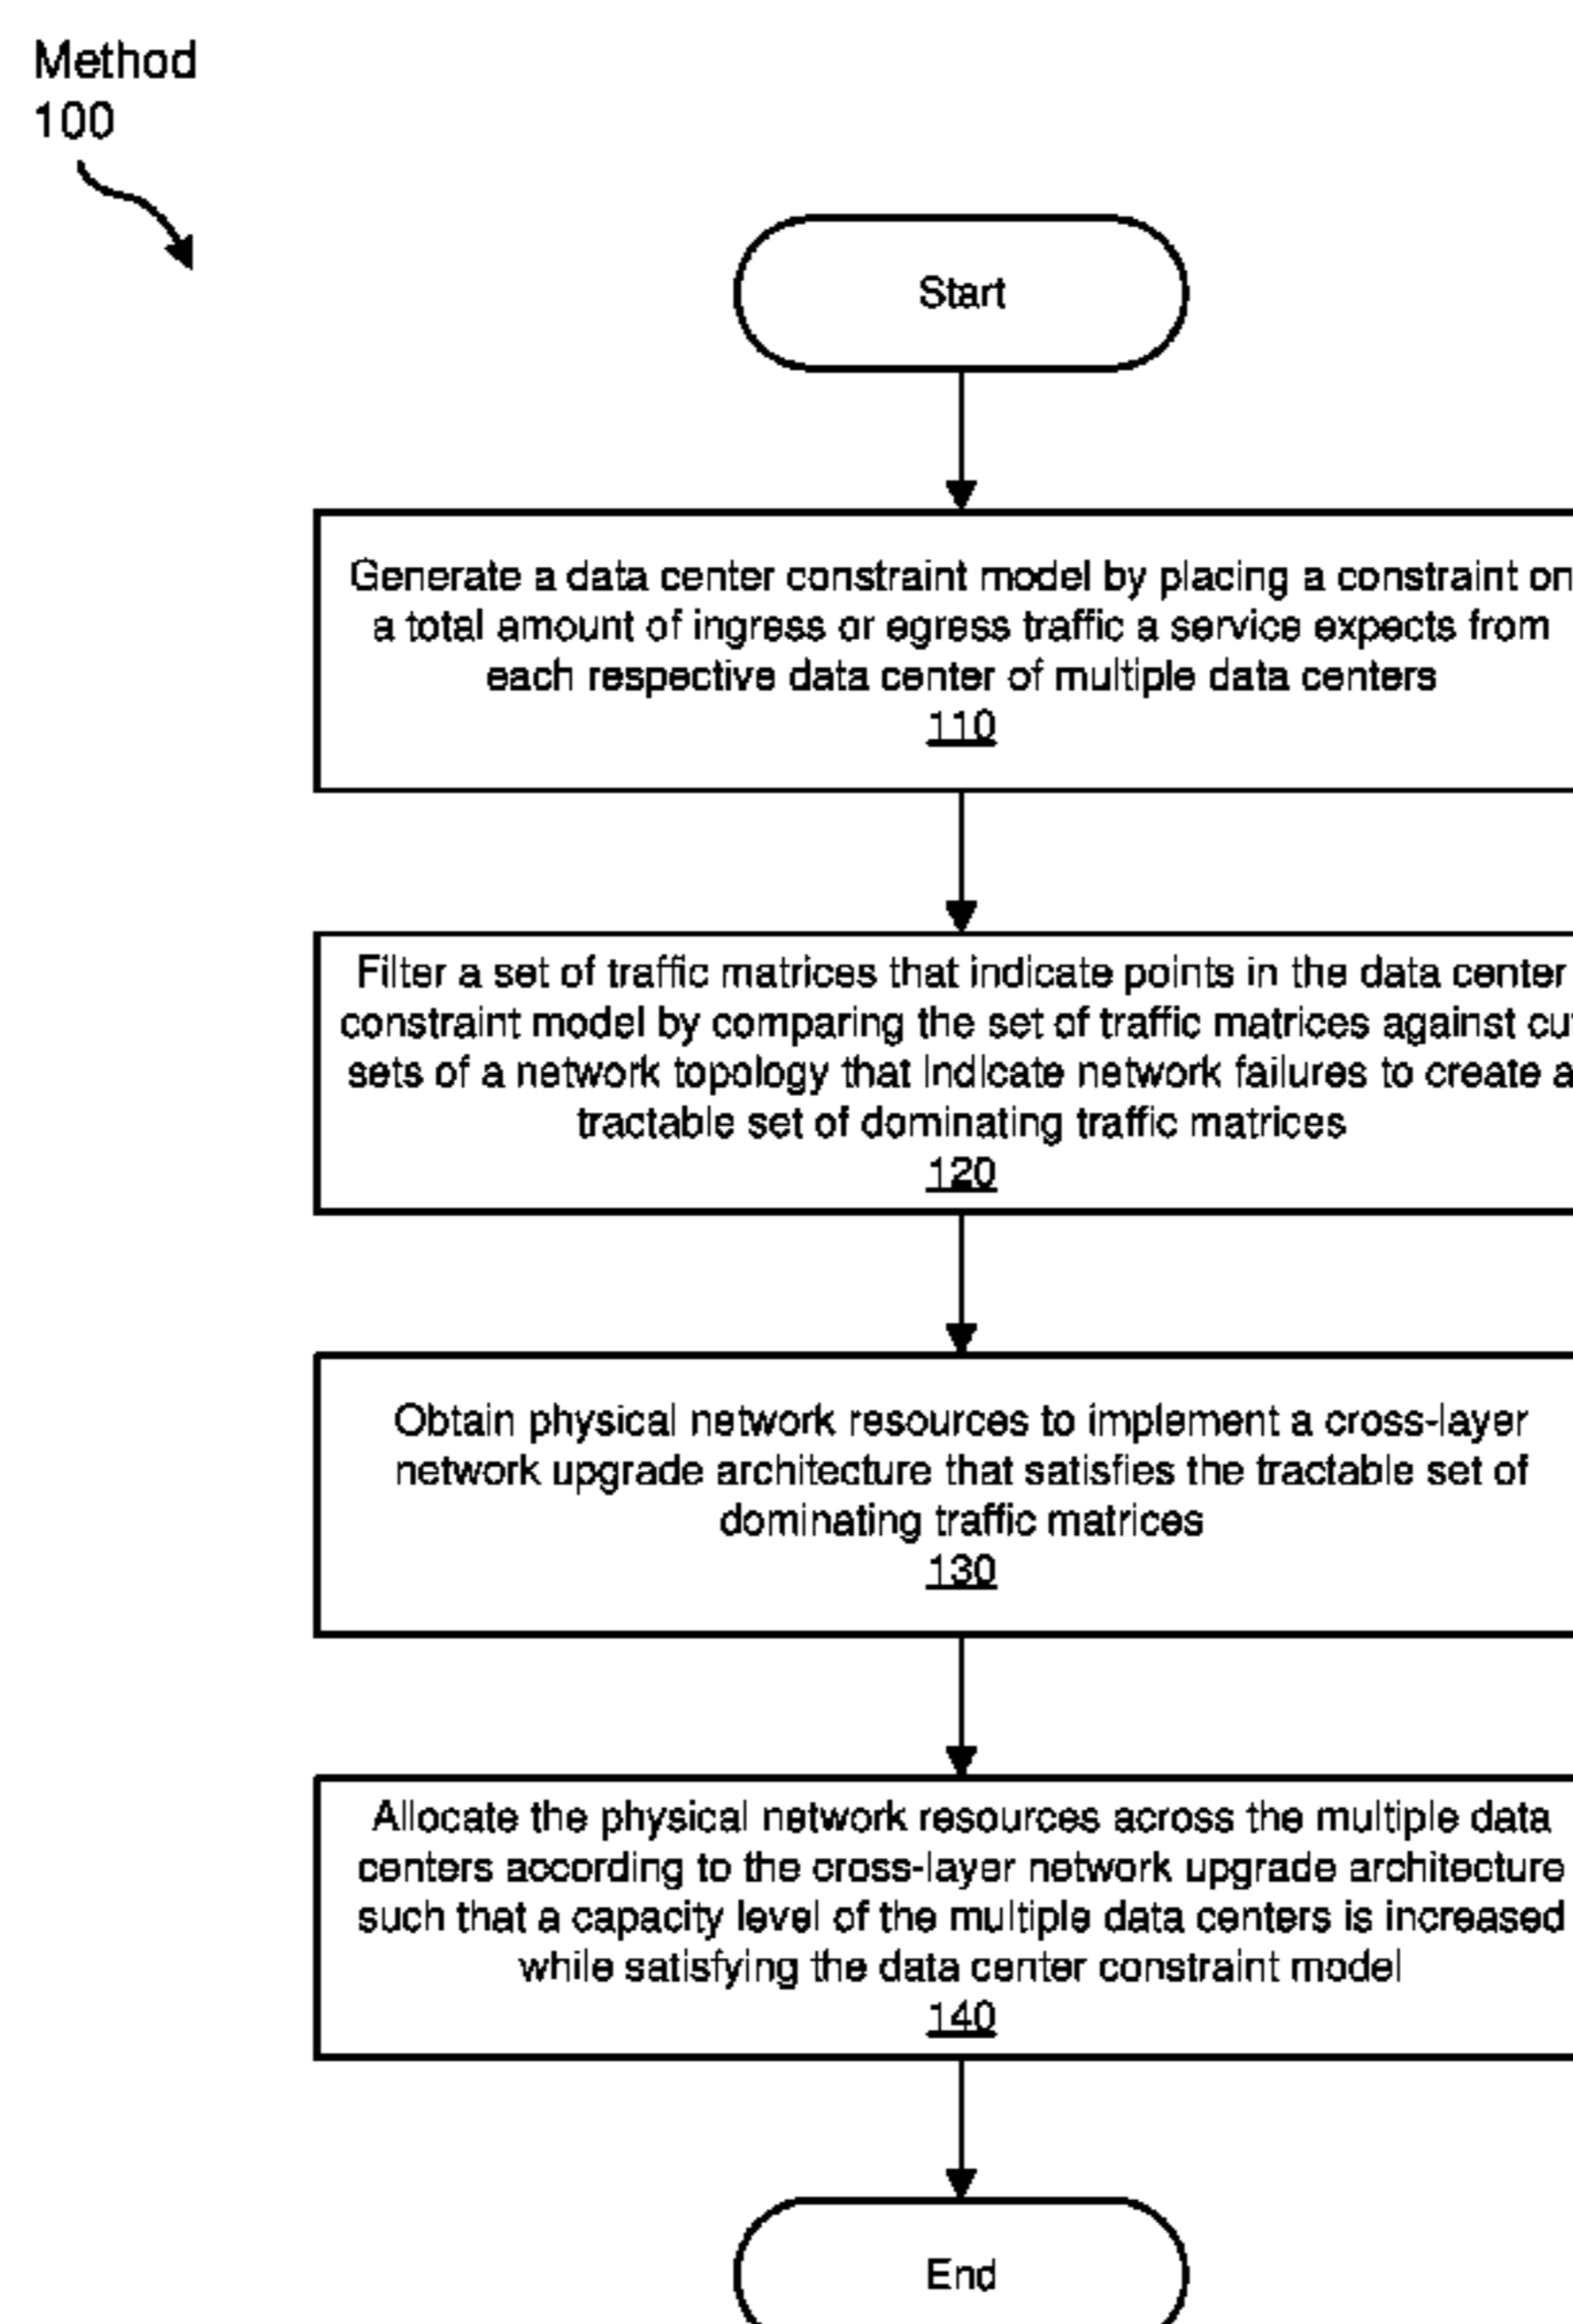 Method
100
Start
Generate a data center constraint model by placing a constraint on
a total amount of ingress or egress traffic a service expects from
each respective data center of multiple data centers
110
Filter a set of traffic matrices that indicate points in the data center
constraint model by comparing the set of traffic matrices against cut
sets of a network topology that indicate network failures to create a
tractable set of dominating traffic matrices
120
Obtain physical network resources to implement a cross-layer
network upgrade architecture that satisfies the tractable set of
dominating traffic matrices
130
Allocate the physical network resources across the multiple data
centers according to the cross-layer network upgrade architecture
such that a capacity level of the multiple data centers is increased
while satisfying the data center constraint model
140
End